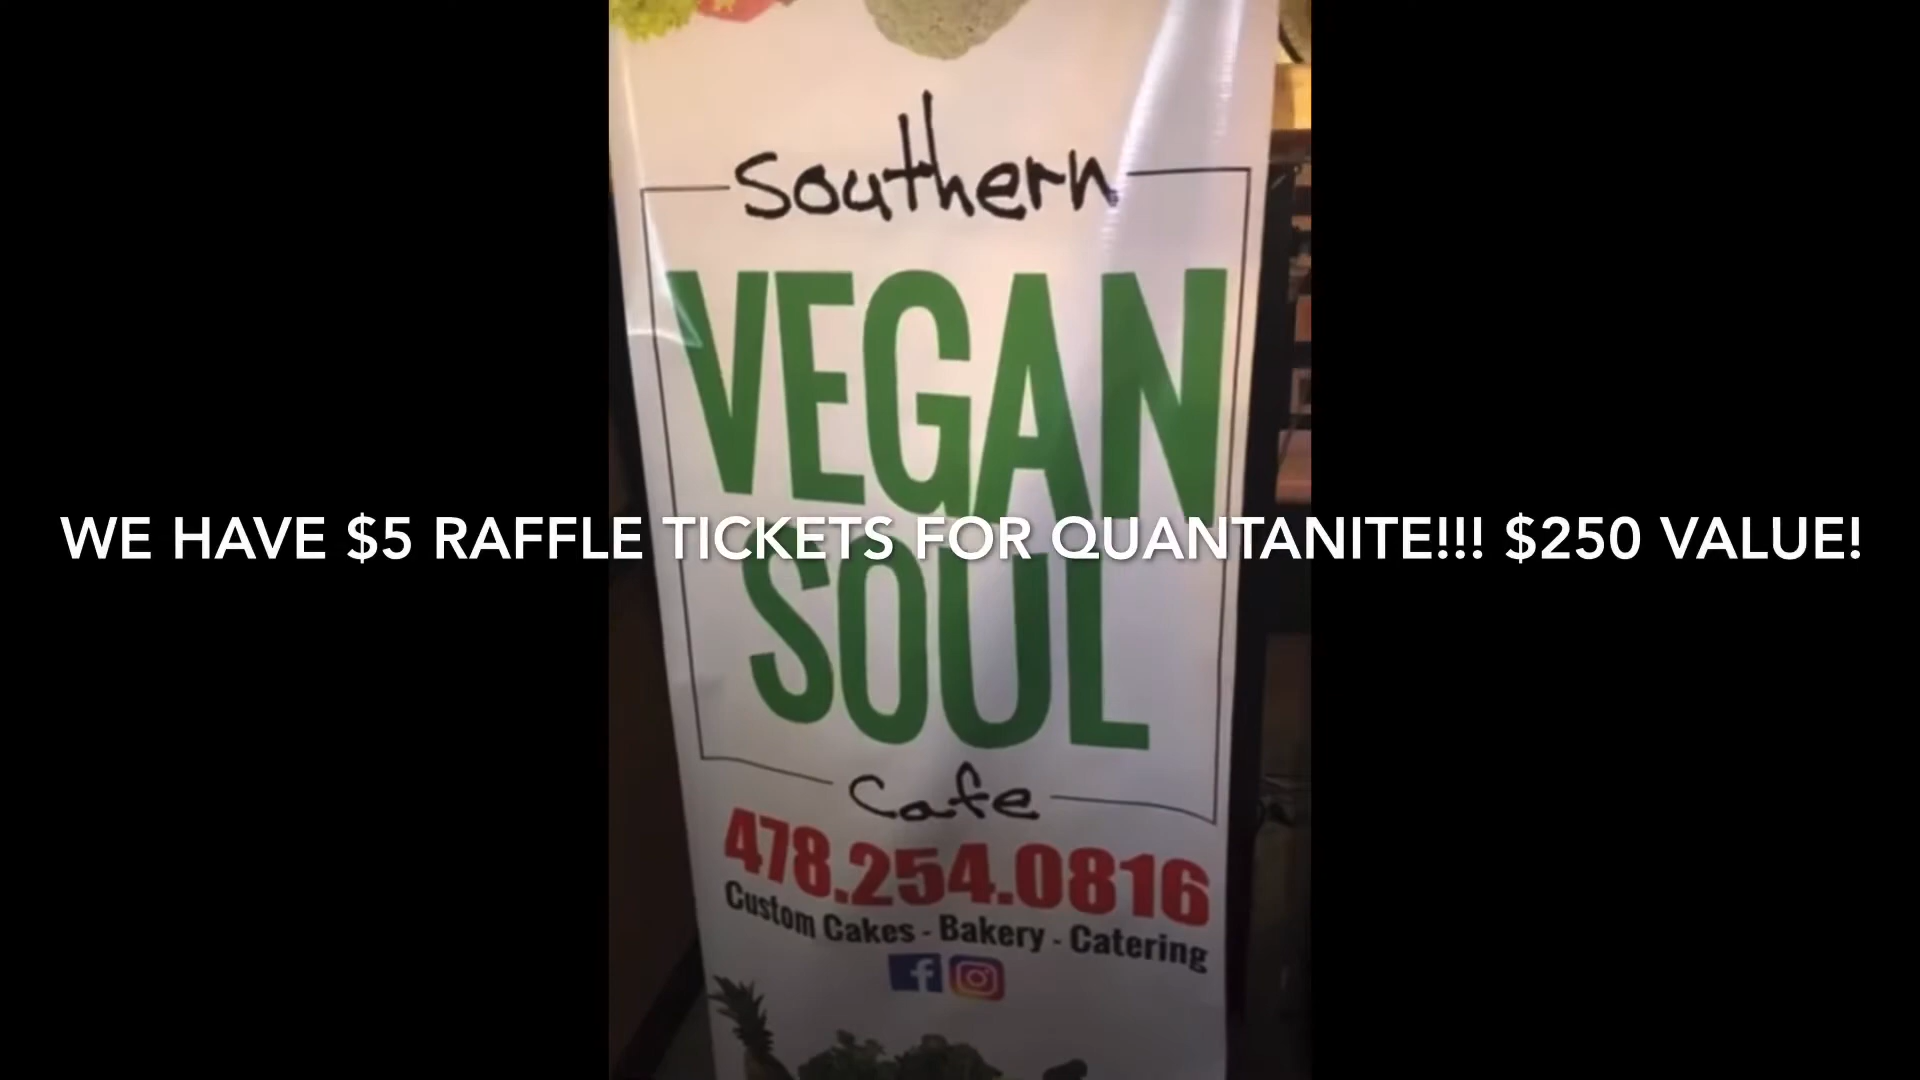 Southern
VEGAN
WE HAVE $5 RAFFLE TICKETS FOR QUANTANITE!!! $250 VALUE!
SOUL
Cafe
478.254.0816
Custom Cakes - Bakery - Catering